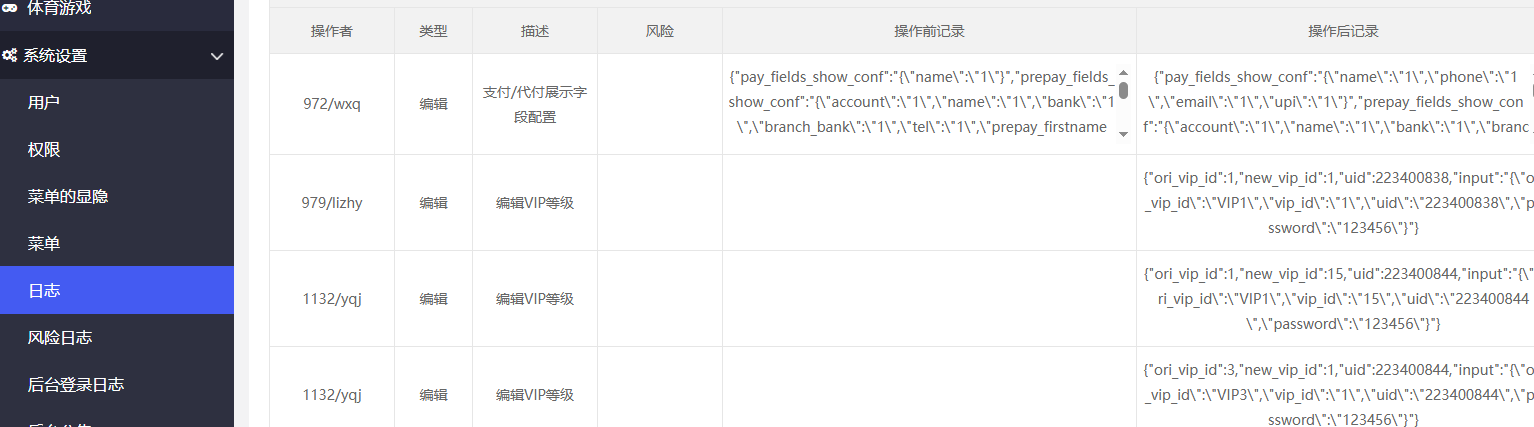 体育游戏
系统设置
用户
权限
菜单的显隐
菜单
日志
风险日志
后台登录日志
操作者 类型 描述 风险 操作前记录 操作后记录
972/wxq 编辑
支付/代付展示字
段配置
{"pay_fields_show_conf":"{\"name\":\"1\"}","prepay_fields_
show_conf":"{\"account\":\"1\",\"name\":\"1\",\"bank\":\"1
\",\"branch_bank\":\"1\",\"tel\":\"1\",\"prepay_firstname
{"pay_fields_show_conf":"{\"name\":\"1\",\"phone\":\"1
\",\"email\":\"1\",\"upi\":\"1\"}","prepay_fields_show_con
f":"{\"account\":\"1\",\"name\":\"1\",\"bank\":\"1\",\"branc
979/lizhy 编辑 编辑VIP等级
{"ori_vip_id":1,"new_vip_id":1,"uid":223400838,"input":"{\"o
_vip_id\":\"VIP1\",\"vip_id\":\"1\",\"uid\":\"223400838\",\"p
ssword\":\"123456\"}"}
1132/yqj 编辑 编辑VIP等级
{"ori_vip_id":1,"new_vip_id":15,"uid":223400844,"input":"{\"
ri_vip_id\":\"VIP1\",\"vip_id\":\"15\",\"uid\":\"223400844
\",\"password\":\"123456\"}"}
1132/yqj 编辑 编辑VIP等级
{"ori_vip_id":3,"new_vip_id":1,"uid":223400844,"input":"{\"o
_vip_id\":\"VIP3\",\"vip_id\":\"1\",\"uid\":\"223400844\",\"p
ssword\":\"123456\"}"}